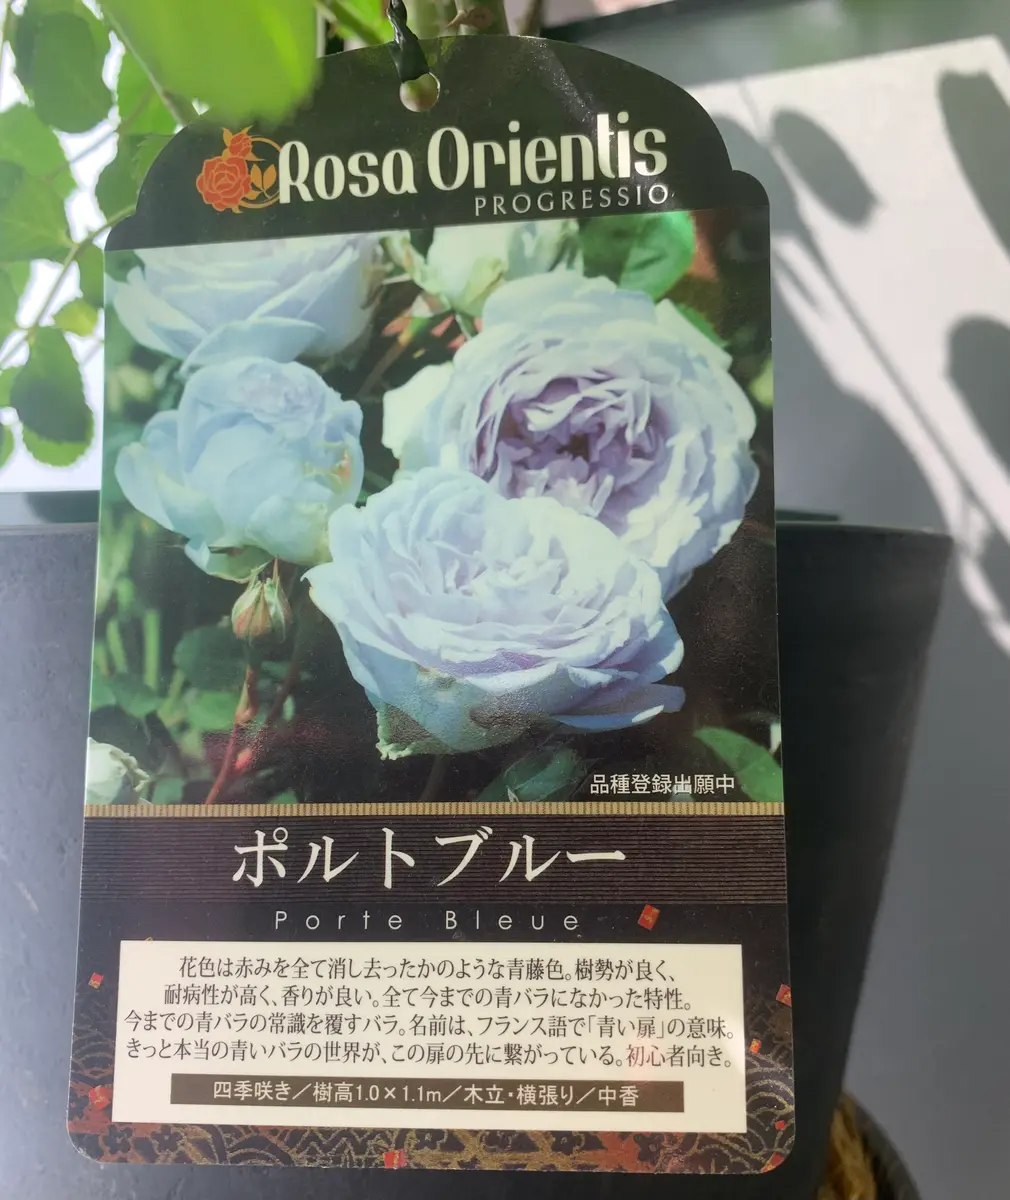 Rosa Orientis
PROGRESSIO
品種登録出願中
ポルトブルー
Porte Bleue
花色は赤みを全て消し去ったかのような青藤色。樹勢が良く、
耐病性が高く、香りが良い。全て今までの青バラになかった特性。
今までの青バラの常識を覆すバラ。名前は、フランス語で「青い扉」の意味。
きっと本当の青いバラの世界が、この扉の先に繋がっている。初心者向き。
四季咲き／樹高1.0×1.1m／木立・横張り／中香